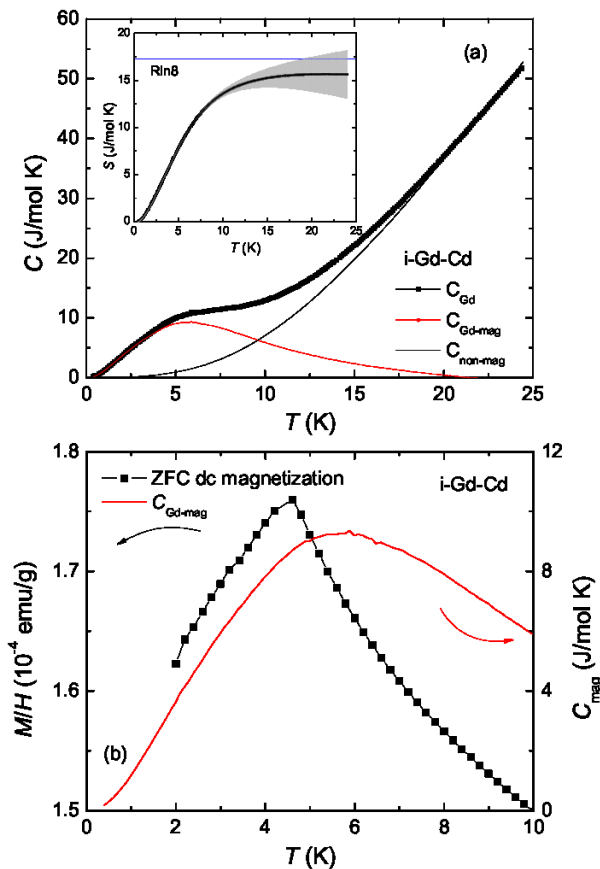 (a)
60
50
40
30
20
10
0
C (J/mol K)
0 5 10 15 20 25
T (K)
20
15
10
5
0
S (J/mol K)
Rln8
0 5 10 15 20 25
T (K)
i-Gd-Cd
C_Gd
C_Gd-mag
C_non-mag
1.8
1.7
1.6
1.5
M/H (10⁻⁴ emu/g)
ZFC dc magnetization
C_Gd-mag
i-Gd-Cd
(b)
12
8
4
0
C_mag (J/mol K)
0 2 4 6 8 10
T (K)